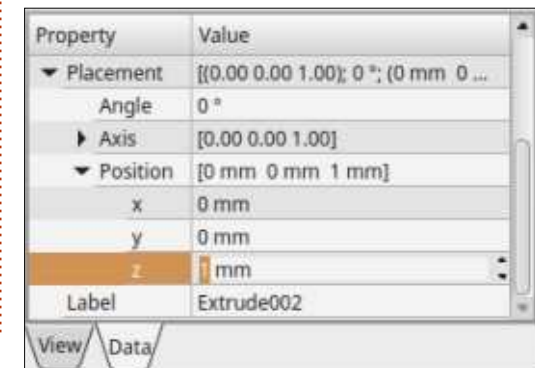 Property Value
Placement [(0.00 0.00 1.00); 0 °; (0 mm 0 ...
Angle 0 °
Axis [0.00 0.00 1.00]
Position [0 mm 0 mm 1 mm]
x 0 mm
y 0 mm
z 1 mm
Label Extrude002
View Data